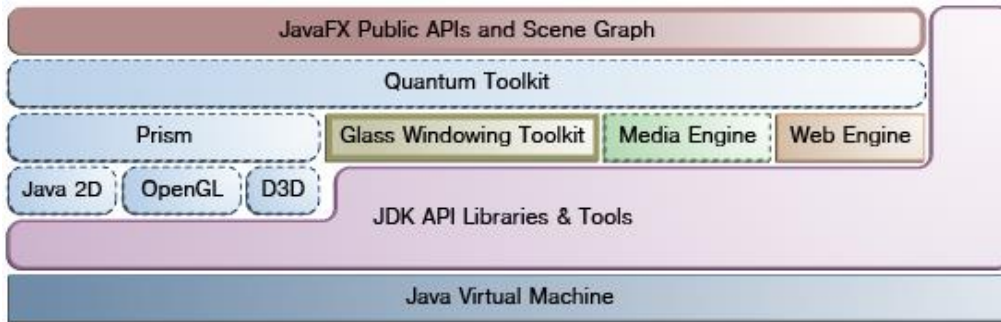 JavaFX Public APIs and Scene Graph
Quantum Toolkit
Prism
Glass Windowing Toolkit
Media Engine
Web Engine
Java 2D
OpenGL
D3D
JDK API Libraries & Tools
Java Virtual Machine